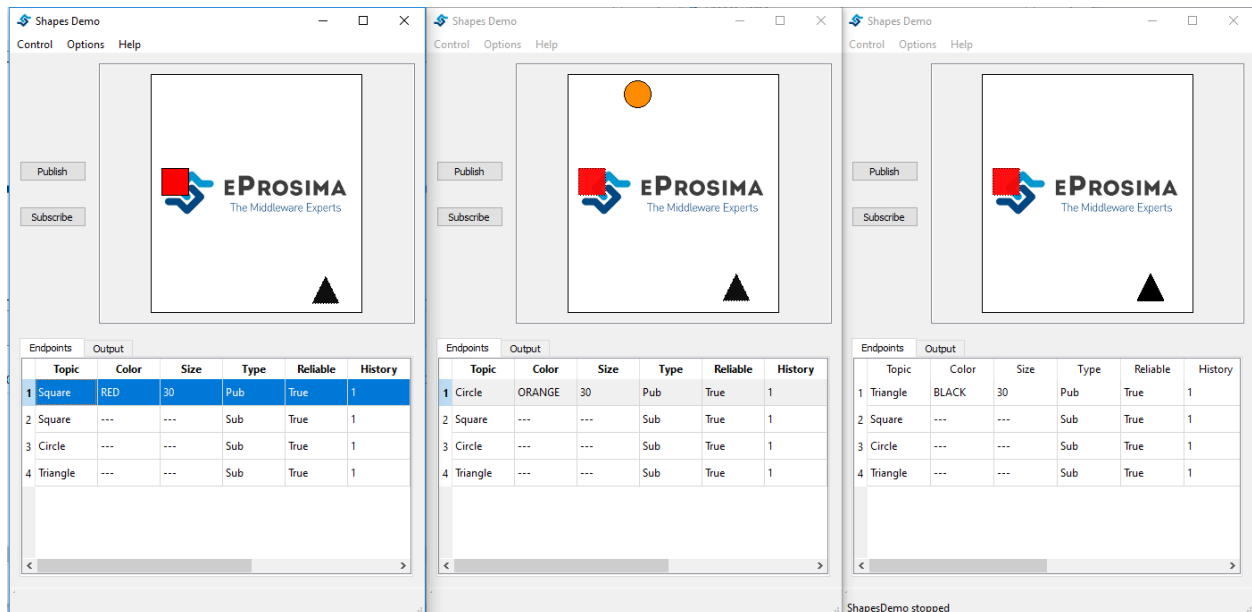 Shapes Demo
Control Options Help
Publish
Subscribe
EPROSIMA
The Middleware Experts
Endpoints Output
Topic Color Size Type Reliable History
1 Square RED 30 Pub True 1
2 Square --- --- Sub True 1
3 Circle --- --- Sub True 1
4 Triangle --- --- Sub True 1
Shapes Demo
Control Options Help
Publish
Subscribe
EPROSIMA
The Middleware Experts
Endpoints Output
Topic Color Size Type Reliable History
1 Circle ORANGE 30 Pub True 1
2 Square --- --- Sub True 1
3 Circle --- --- Sub True 1
4 Triangle --- --- Sub True 1
Shapes Demo
Control Options Help
Publish
Subscribe
EPROSIMA
The Middleware Experts
Endpoints Output
Topic Color Size Type Reliable History
1 Triangle BLACK 30 Pub True 1
2 Square --- --- Sub True 1
3 Circle --- --- Sub True 1
4 Triangle --- --- Sub True 1
ShapesDemo stopped